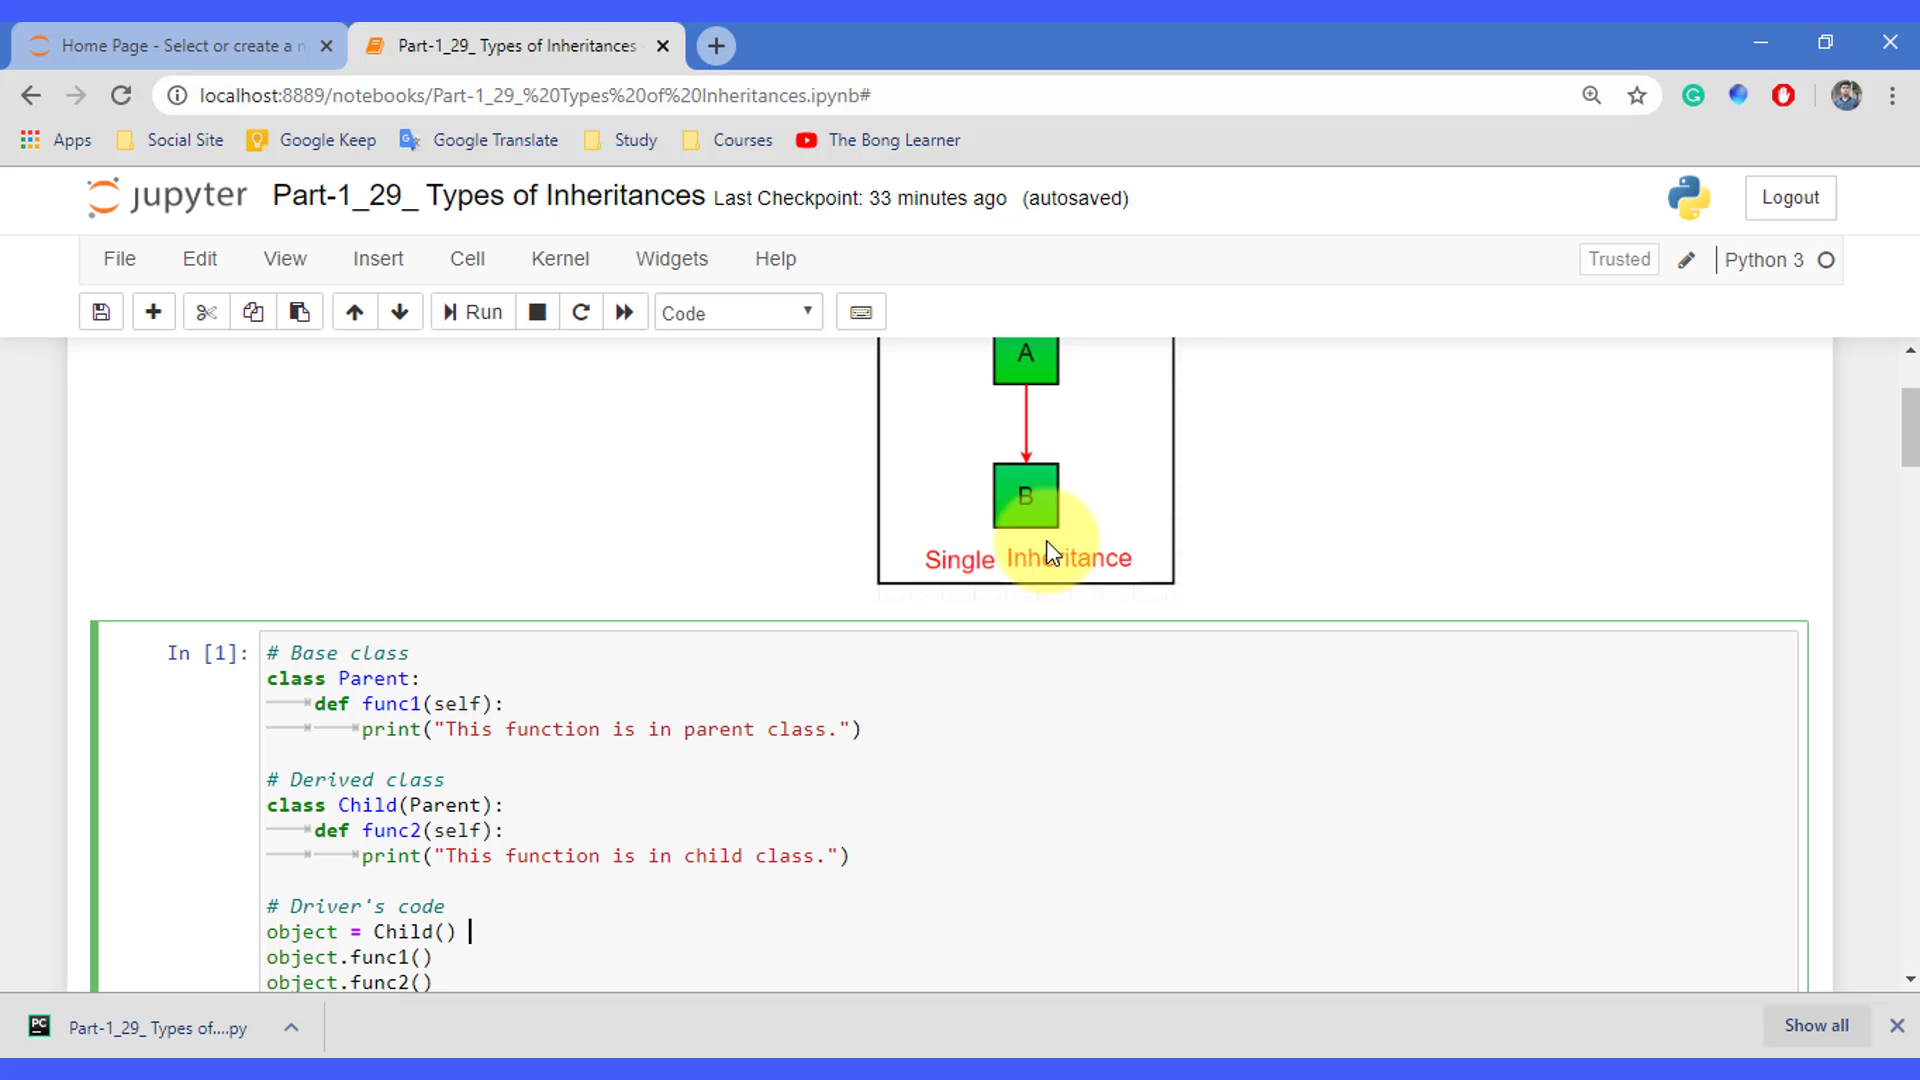 Home Page - Select or create a n
Part-1_29_ Types of Inheritances
localhost:8889/notebooks/Part-1_29_%20Types%20of%20Inheritances.ipynb#
Apps Social Site Google Keep Google Translate Study Courses The Bong Learner
jupyter Part-1_29_ Types of Inheritances Last Checkpoint: 33 minutes ago (autosaved)
Logout
File Edit View Insert Cell Kernel Widgets Help
Trusted Python 3
Run Code
A
B
Single Inheritance
In [1]:
# Base class
class Parent:
def func1(self):
print("This function is in parent class.")
# Derived class
class Child(Parent):
def func2(self):
print("This function is in child class.")
# Driver's code
object = Child()
object.func1()
object.func2()
PC Part-1_29_ Types of....py
Show all